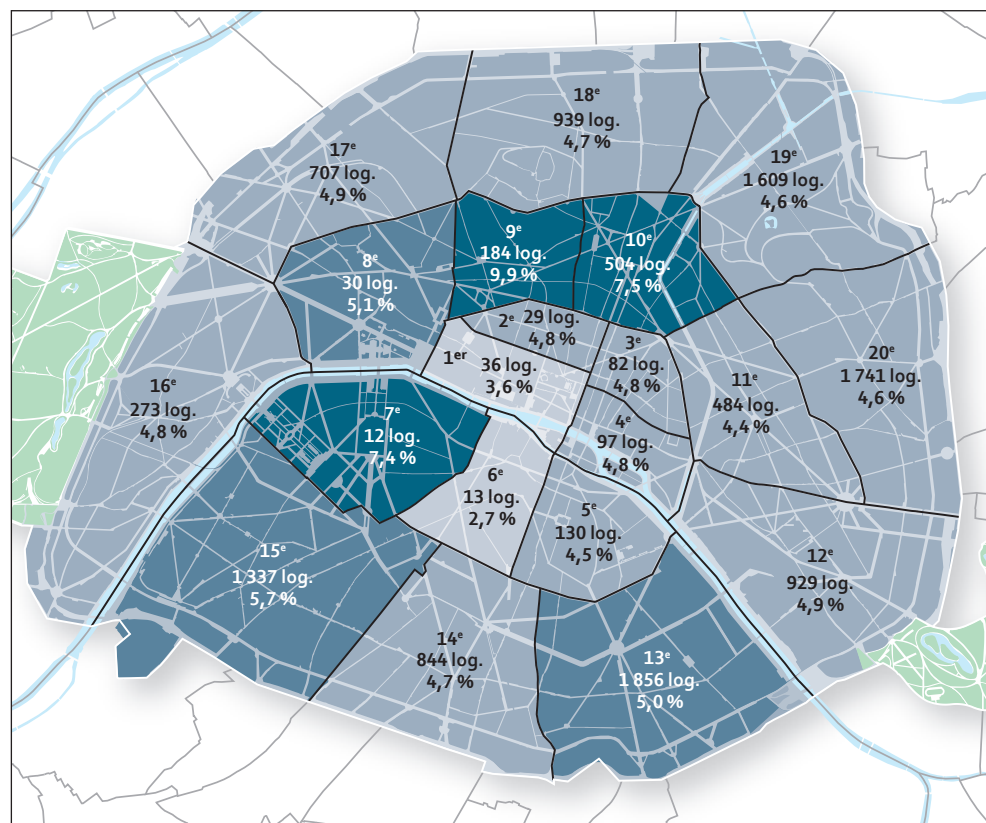 18e
939 log.
4,7 %
17e
707 log.
4,9 %
19e
1 609 log.
4,6 %
9e
184 log.
9,9 %
10e
504 log.
7,5 %
8e
30 log.
5,1 %
2e
29 log.
4,8 %
1er
36 log.
3,6 %
3e
82 log.
4,8 %
20e
1 741 log.
4,6 %
11e
484 log.
4,4 %
16e
273 log.
4,8 %
7e
12 log.
7,4 %
4e
97 log.
4,8 %
6e
13 log.
2,7 %
5e
130 log.
4,5 %
15e
1 337 log.
5,7 %
12e
929 log.
4,9 %
14e
844 log.
4,7 %
13e
1 856 log.
5,0 %